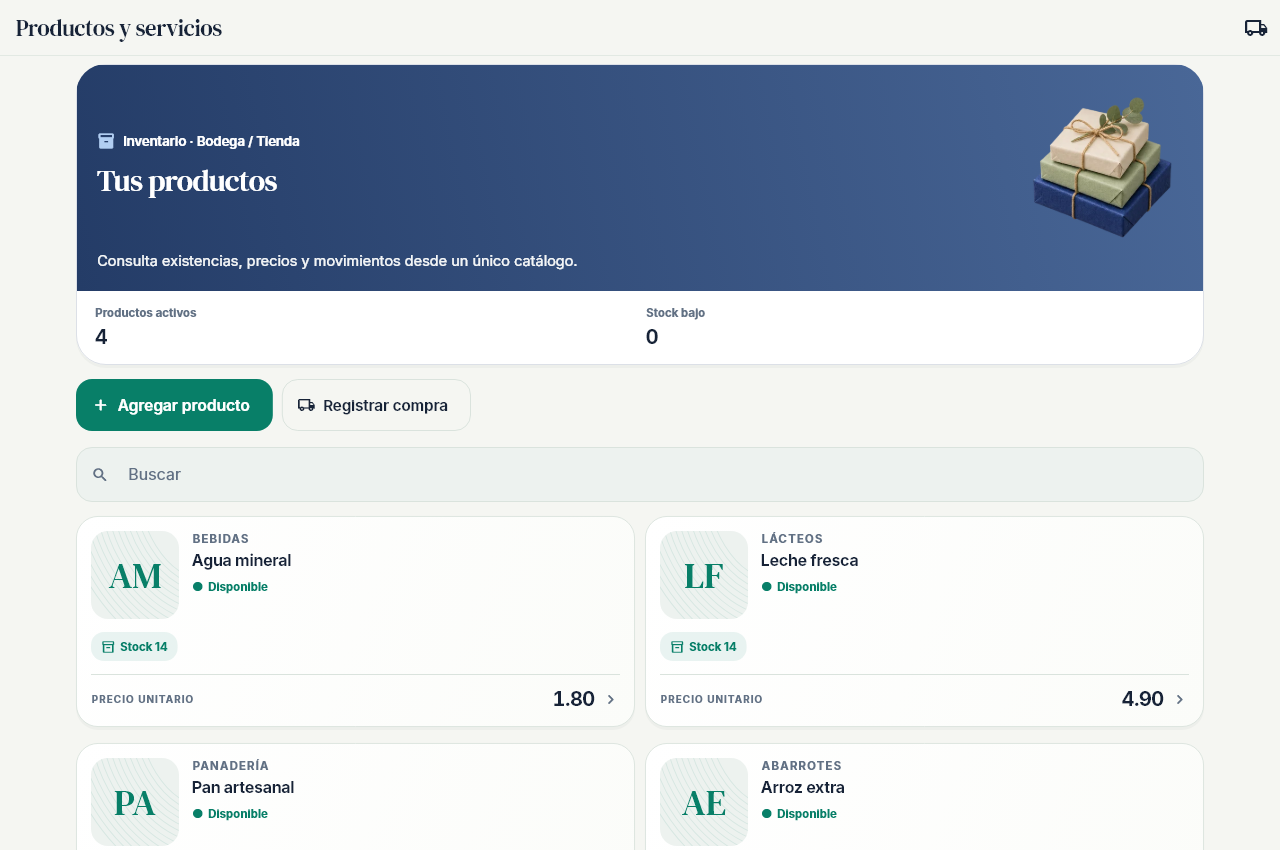 Productos y servicios
Inventario · Bodega / Tienda
Tus productos
Consulta existencias, precios y movimientos desde un único catálogo.
Productos activos
4
Stock bajo
0
Agregar producto
Registrar compra
Buscar
AM
BEBIDAS
Agua mineral
Disponible
Stock 14
PRECIO UNITARIO
1.80
LF
LÁCTEOS
Leche fresca
Disponible
Stock 14
PRECIO UNITARIO
4.90
PA
PANADERÍA
Pan artesanal
Disponible
AE
ABARROTES
Arroz extra
Disponible